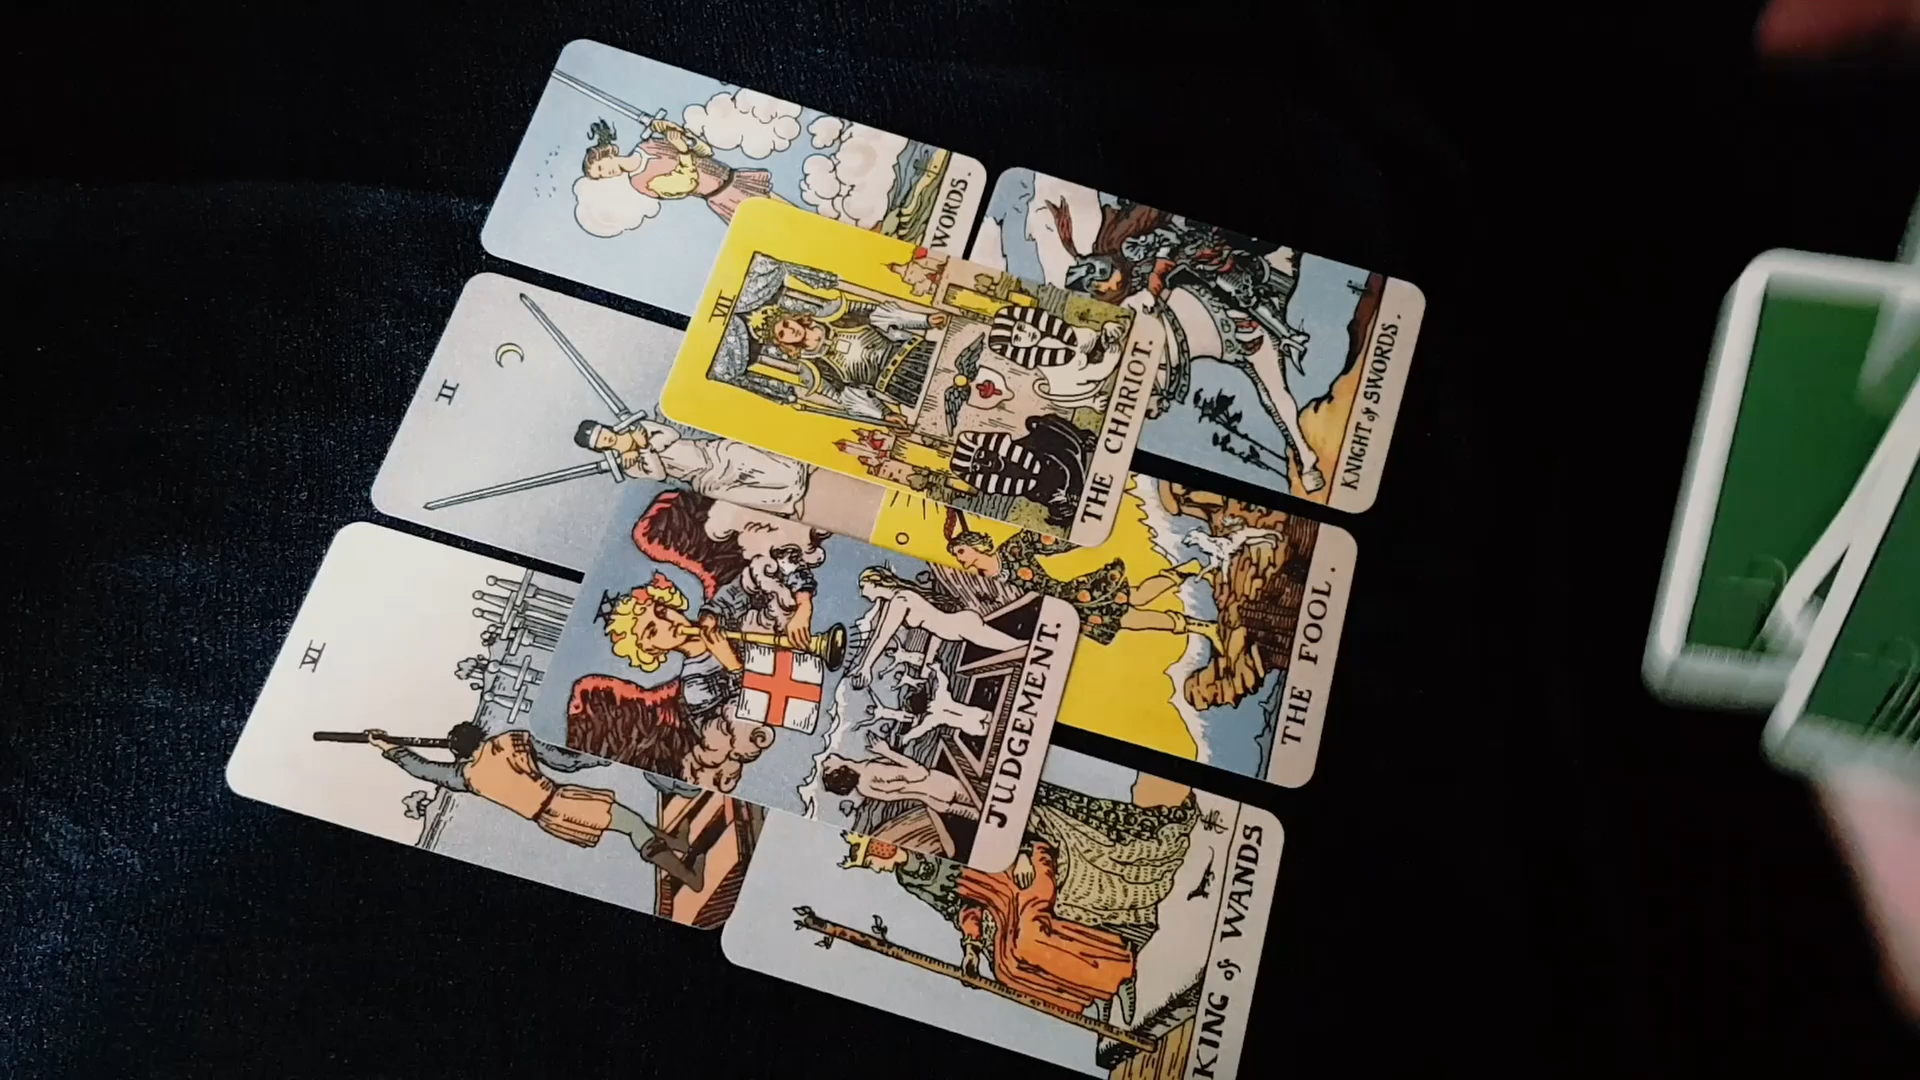 WORDS.
VII
THE CHARIOT.
KNIGHT of SWORDS.
II
O
THE FOOL.
VI
JUDGEMENT.
KING of WANDS